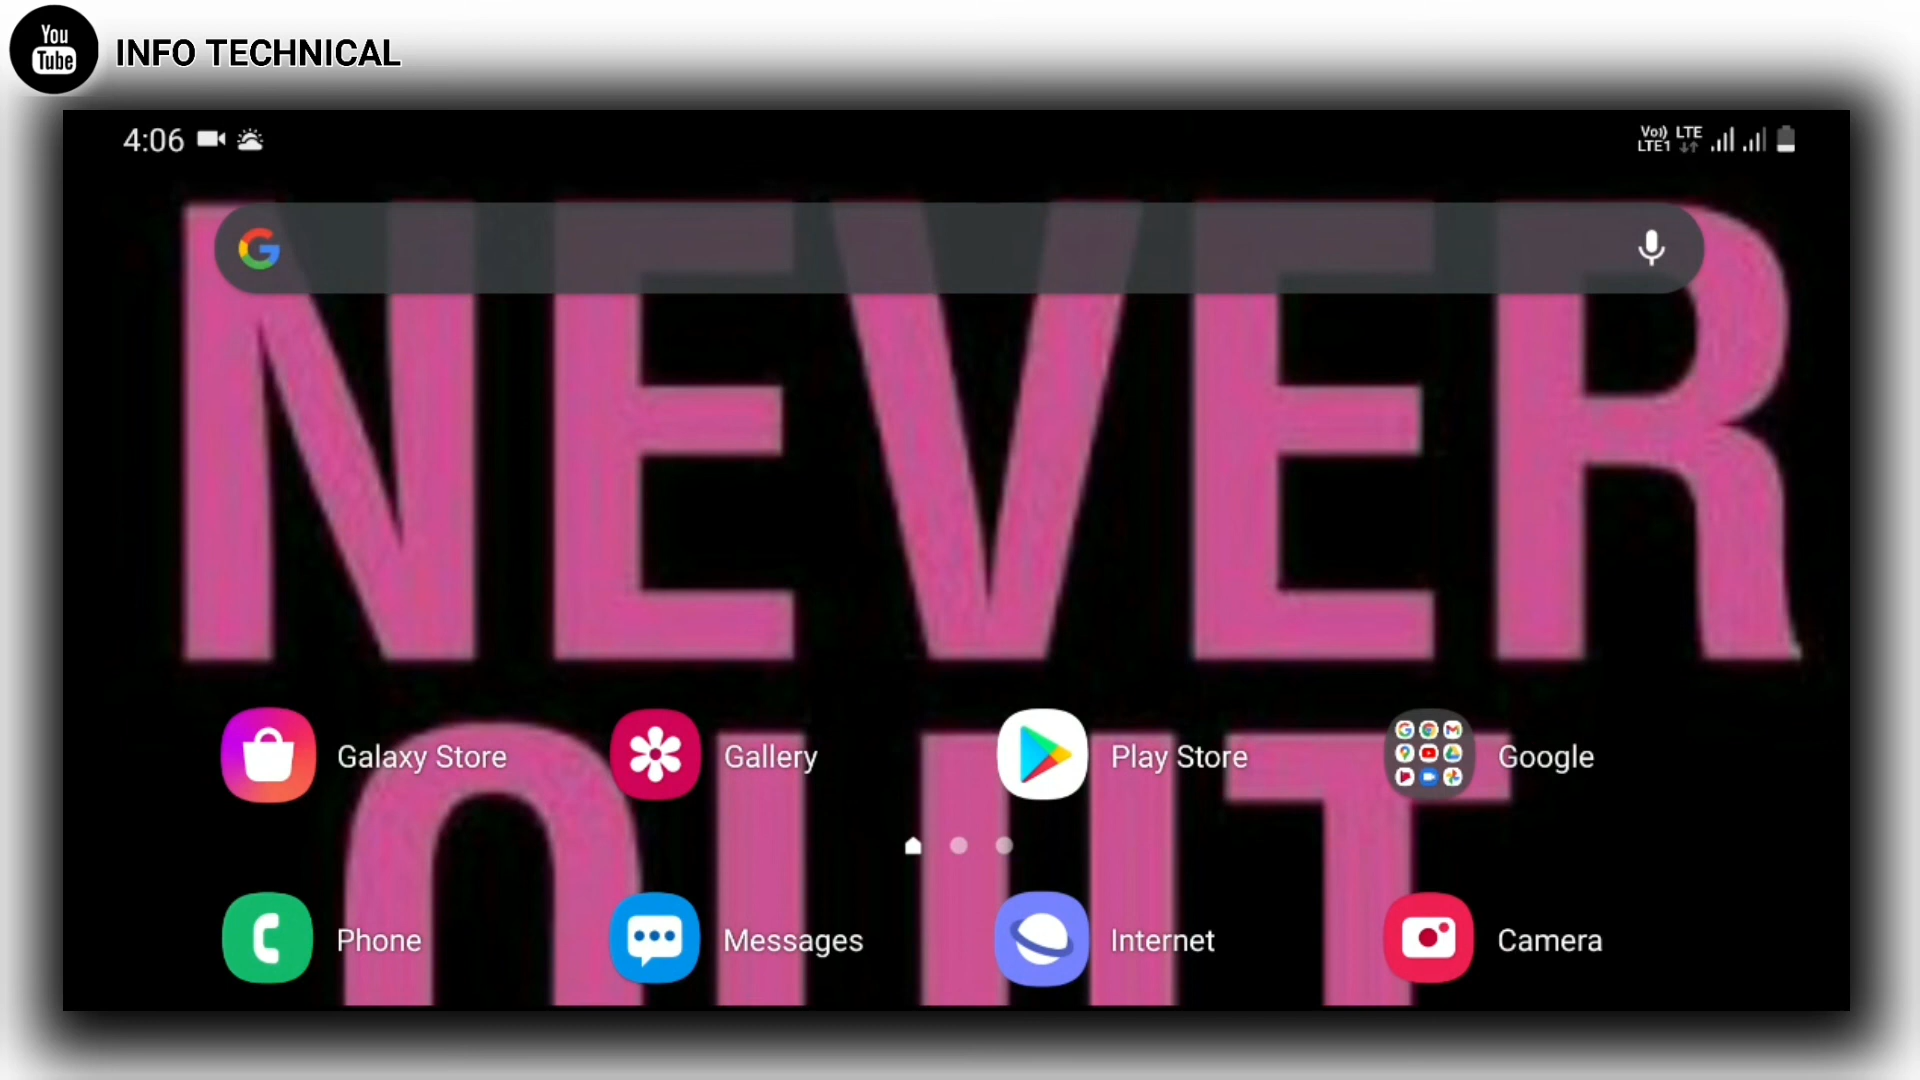 You
Tube
INFO TECHNICAL
4:06
Vo)) LTE
LTE1
NEVER
Galaxy Store
Gallery
Play Store
Google
QUIT
Phone
Messages
Internet
Camera